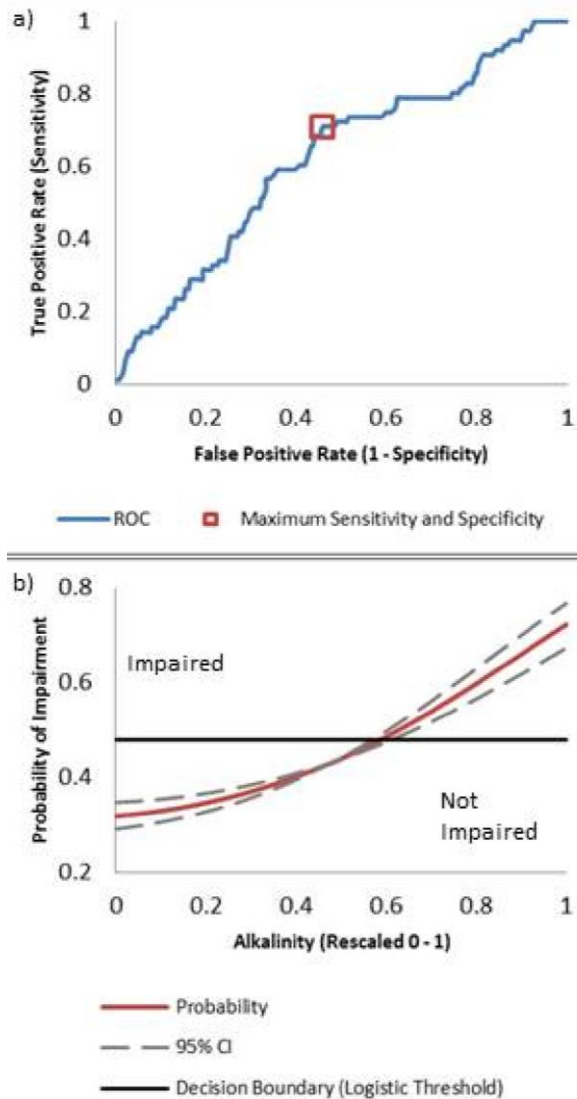 a)
1
0.8
0.6
0.4
0.2
0
True Positive Rate (Sensitivity)
0 0.2 0.4 0.6 0.8 1
False Positive Rate (1 - Specificity)
ROC Maximum Sensitivity and Specificity
b)
0.8
0.6
0.4
0.2
Probability of Impairment
Impaired
Not
Impaired
0 0.2 0.4 0.6 0.8 1
Alkalinity (Rescaled 0 - 1)
Probability
95% CI
Decision Boundary (Logistic Threshold)